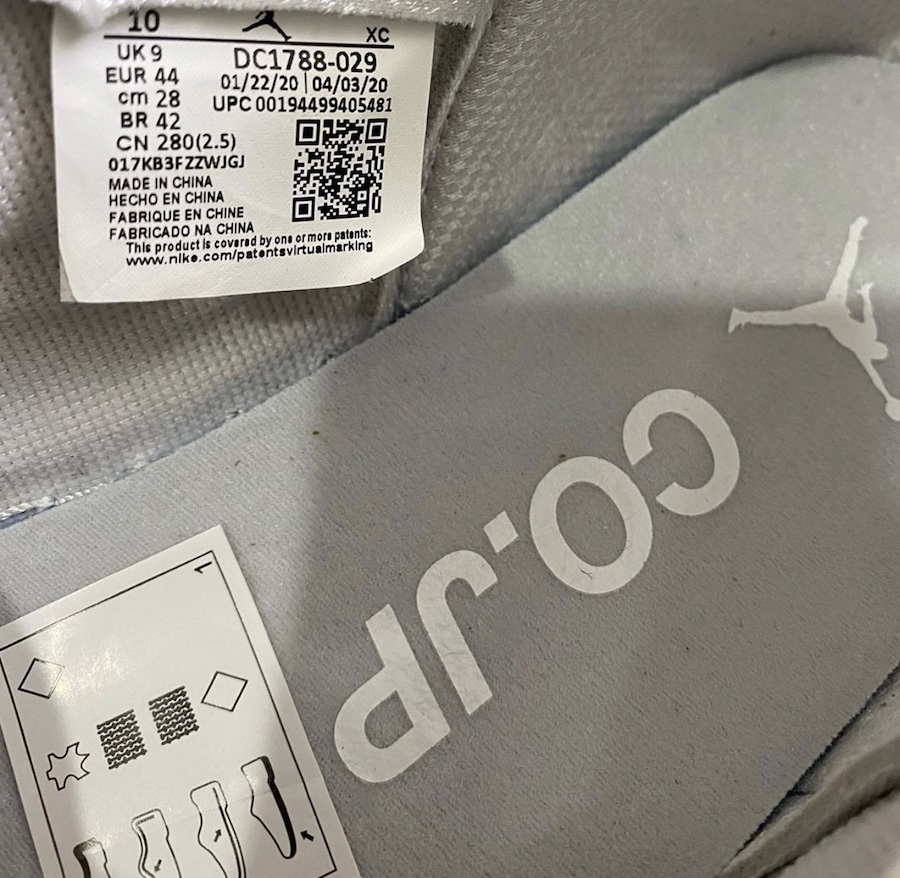 10
XC
UK 9
EUR 44
cm 28
BR 42
CN 280(2.5)
DC1788-029
01/22/20 | 04/03/20
UPC 00194499405481
017KB3FZZWJGJ
MADE IN CHINA
HECHO EN CHINA
FABRIQUE EN CHINE
FABRICADO NA CHINA
This product is covered by one or more patents:
www.nike.com/patentsvirtualmarking
CO.JP
1